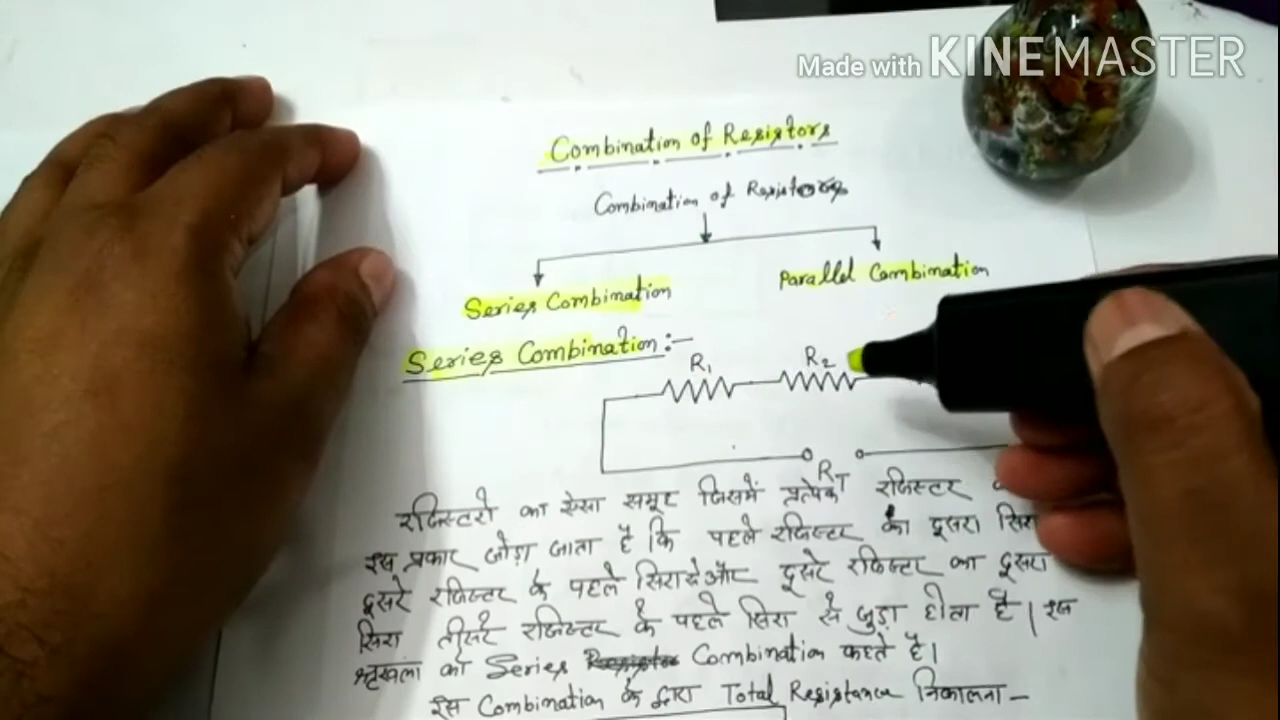 Made with KINEMASTER
Combination of Resistors
Combination of Resistors
Series Combination
Parallel Combination
Series Combination :-
R1
R2
RT
रजिस्टरो का ऐसा समूह जिसमें प्रत्येक रजिस्टर
इस प्रकार जोड़ा जाता है कि पहले रजिस्टर का दूसरा सिरा
दूसरे रजिस्टर के पहले सिरा से और दूसरे रजिस्टर का दूसरा
सिरा तीसरे रजिस्टर के पहले सिरा से जुड़ा होता है। इस
श्रृखला को Series Combination कहते है।
इस Combination के द्वारा Total Resistance निकालना -